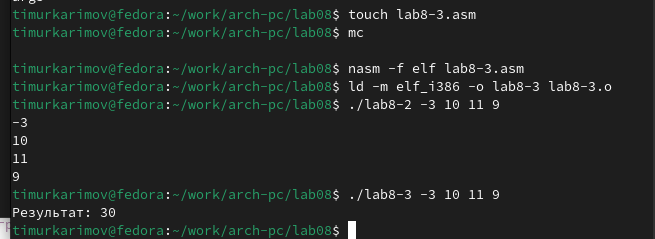 timurkarimov@fedora:~/work/arch-pc/lab08$ touch lab8-3.asm
timurkarimov@fedora:~/work/arch-pc/lab08$ mc
timurkarimov@fedora:~/work/arch-pc/lab08$ nasm -f elf lab8-3.asm
timurkarimov@fedora:~/work/arch-pc/lab08$ ld -m elf_i386 -o lab8-3 lab8-3.o
timurkarimov@fedora:~/work/arch-pc/lab08$ ./lab8-2 -3 10 11 9
-3
10
11
9
timurkarimov@fedora:~/work/arch-pc/lab08$ ./lab8-3 -3 10 11 9
Результат: 30
timurkarimov@fedora:~/work/arch-pc/lab08$